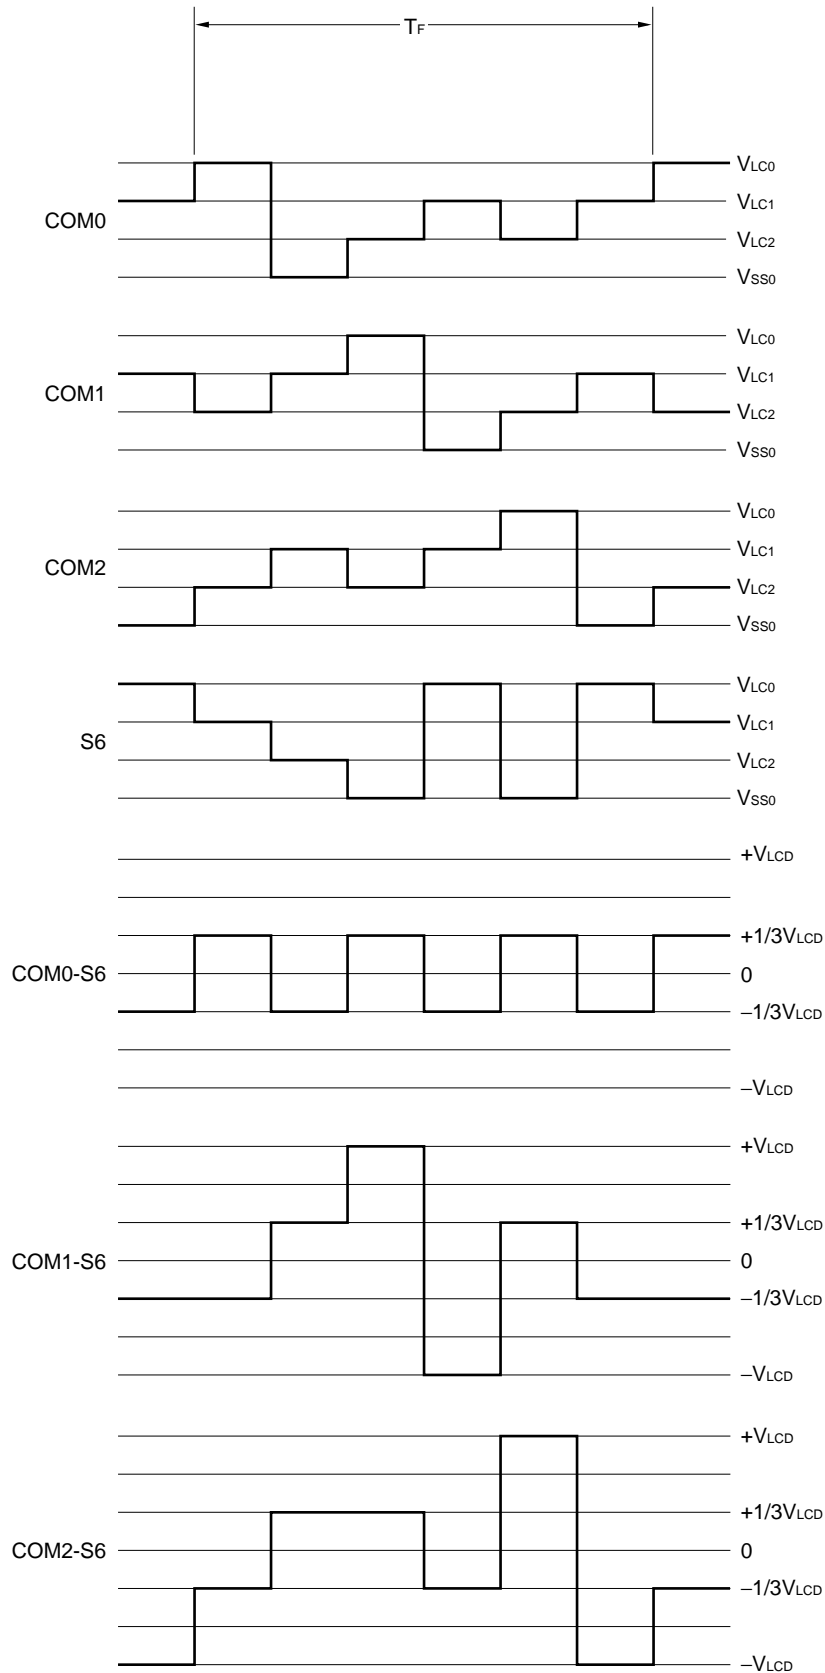 TF
VLC0
VLC1
COM0
VLC2
VSS0
VLC0
VLC1
COM1
VLC2
VSS0
VLC0
VLC1
COM2
VLC2
VSS0
VLC0
VLC1
S6
VLC2
VSS0
+VLCD
+1/3VLCD
COM0-S6
0
–1/3VLCD
–VLCD
+VLCD
+1/3VLCD
COM1-S6
0
–1/3VLCD
–VLCD
+VLCD
+1/3VLCD
COM2-S6
0
–1/3VLCD
–VLCD